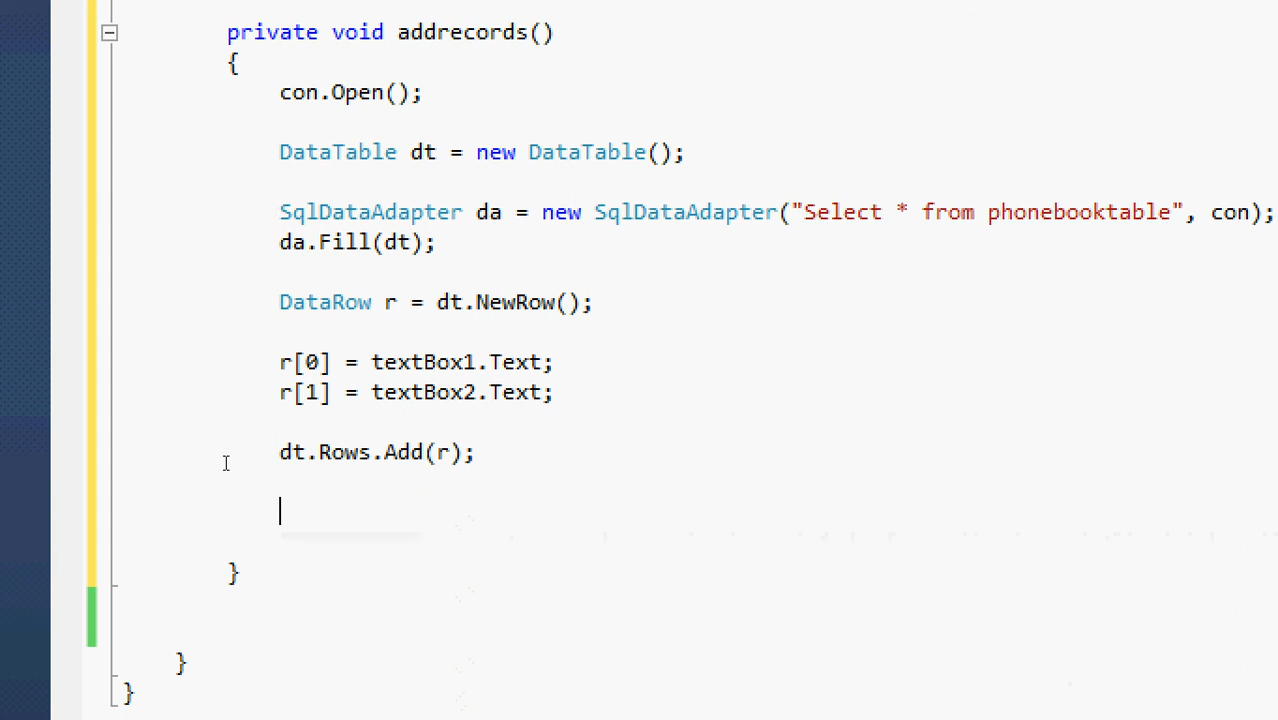 private void addrecords()
{
con.Open();
DataTable dt = new DataTable();
SqlDataAdapter da = new SqlDataAdapter("Select * from phonebooktable", con);
da.Fill(dt);
DataRow r = dt.NewRow();
r[0] = textBox1.Text;
r[1] = textBox2.Text;
dt.Rows.Add(r);
}
}
}